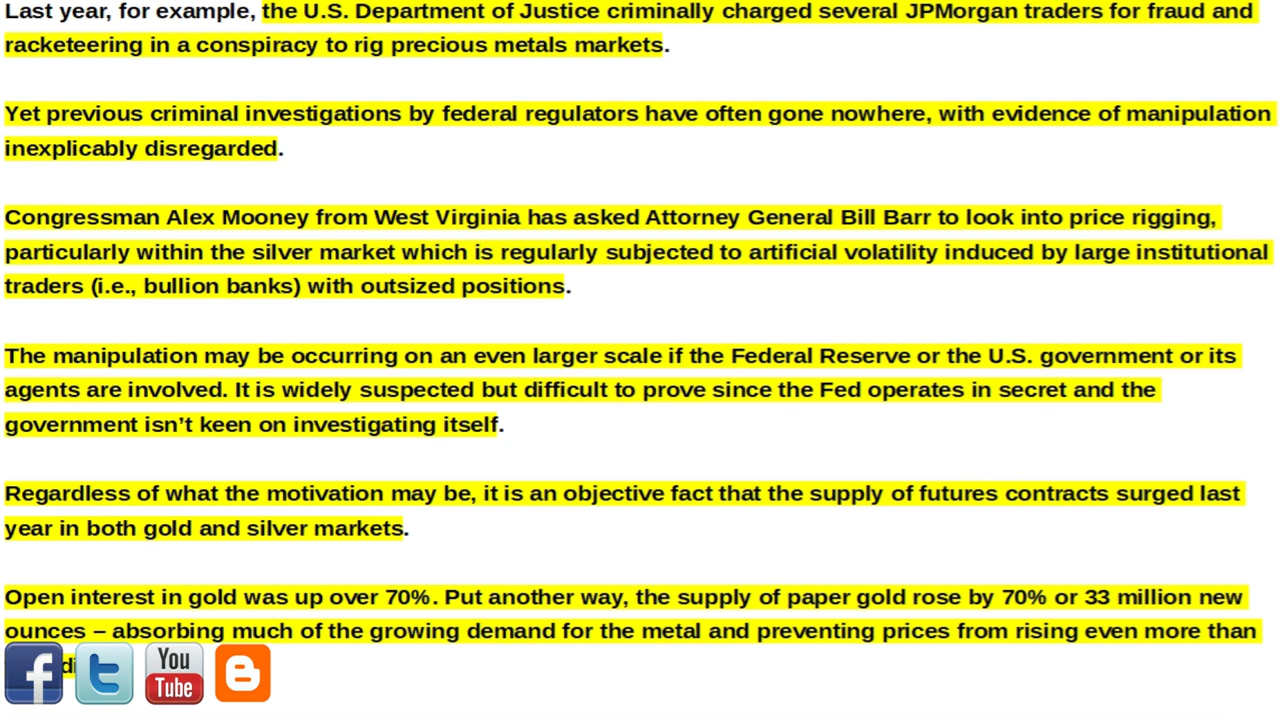 Last year, for example, the U.S. Department of Justice criminally charged several JPMorgan traders for fraud and
racketeering in a conspiracy to rig precious metals markets.
Yet previous criminal investigations by federal regulators have often gone nowhere, with evidence of manipulation
inexplicably disregarded.
Congressman Alex Mooney from West Virginia has asked Attorney General Bill Barr to look into price rigging,
particularly within the silver market which is regularly subjected to artificial volatility induced by large institutional
traders (i.e., bullion banks) with outsized positions.
The manipulation may be occurring on an even larger scale if the Federal Reserve or the U.S. government or its
agents are involved. It is widely suspected but difficult to prove since the Fed operates in secret and the
government isn’t keen on investigating itself.
Regardless of what the motivation may be, it is an objective fact that the supply of futures contracts surged last
year in both gold and silver markets.
Open interest in gold was up over 70%. Put another way, the supply of paper gold rose by 70% or 33 million new
ounces – absorbing much of the growing demand for the metal and preventing prices from rising even more than
You Tube